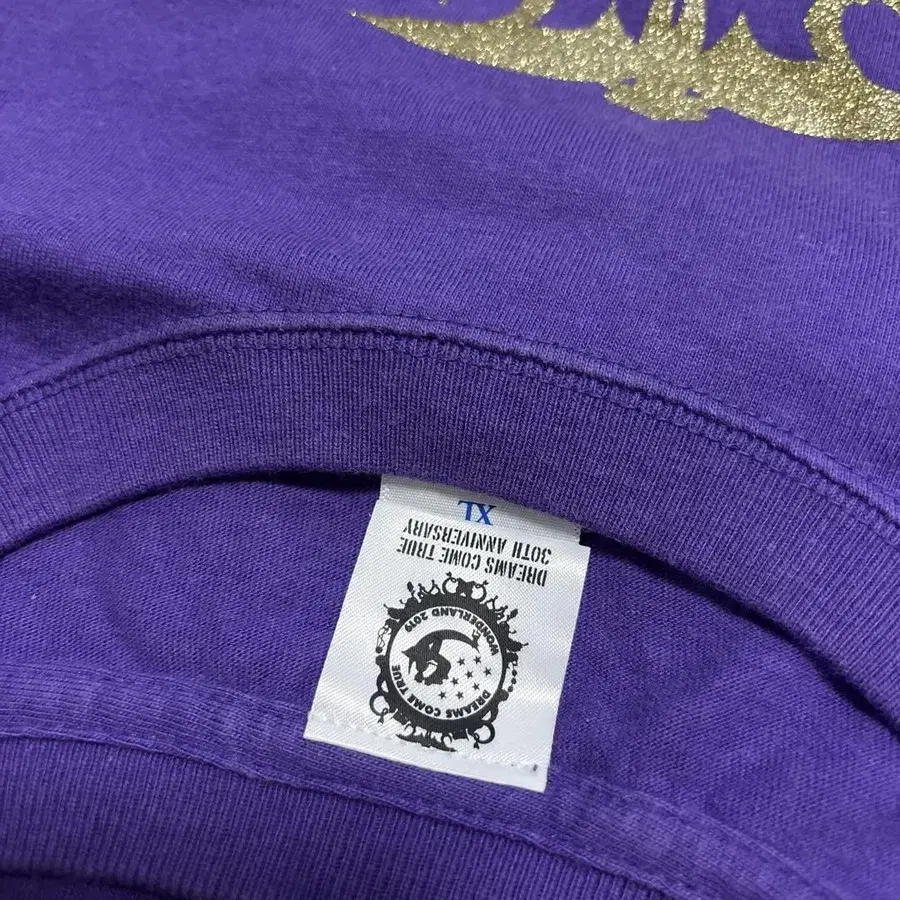 DREAMS COME TRUE
WONDERLAND 2019
DREAMS COME TRUE
30TH ANNIVERSARY
XL